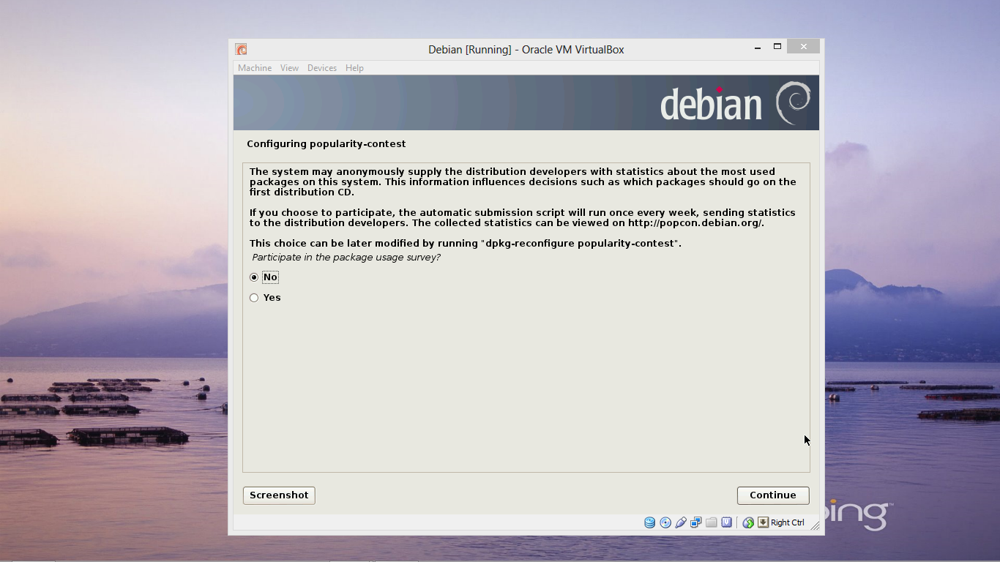 Debian [Running] - Oracle VM VirtualBox
Machine View Devices Help
debian
Configuring popularity-contest
The system may anonymously supply the distribution developers with statistics about the most used
packages on this system. This information influences decisions such as which packages should go on the
first distribution CD.
If you choose to participate, the automatic submission script will run once every week, sending statistics
to the distribution developers. The collected statistics can be viewed on http://popcon.debian.org/.
This choice can be later modified by running "dpkg-reconfigure popularity-contest".
Participate in the package usage survey?
No
Yes
Screenshot
Continue
Right Ctrl
bing™